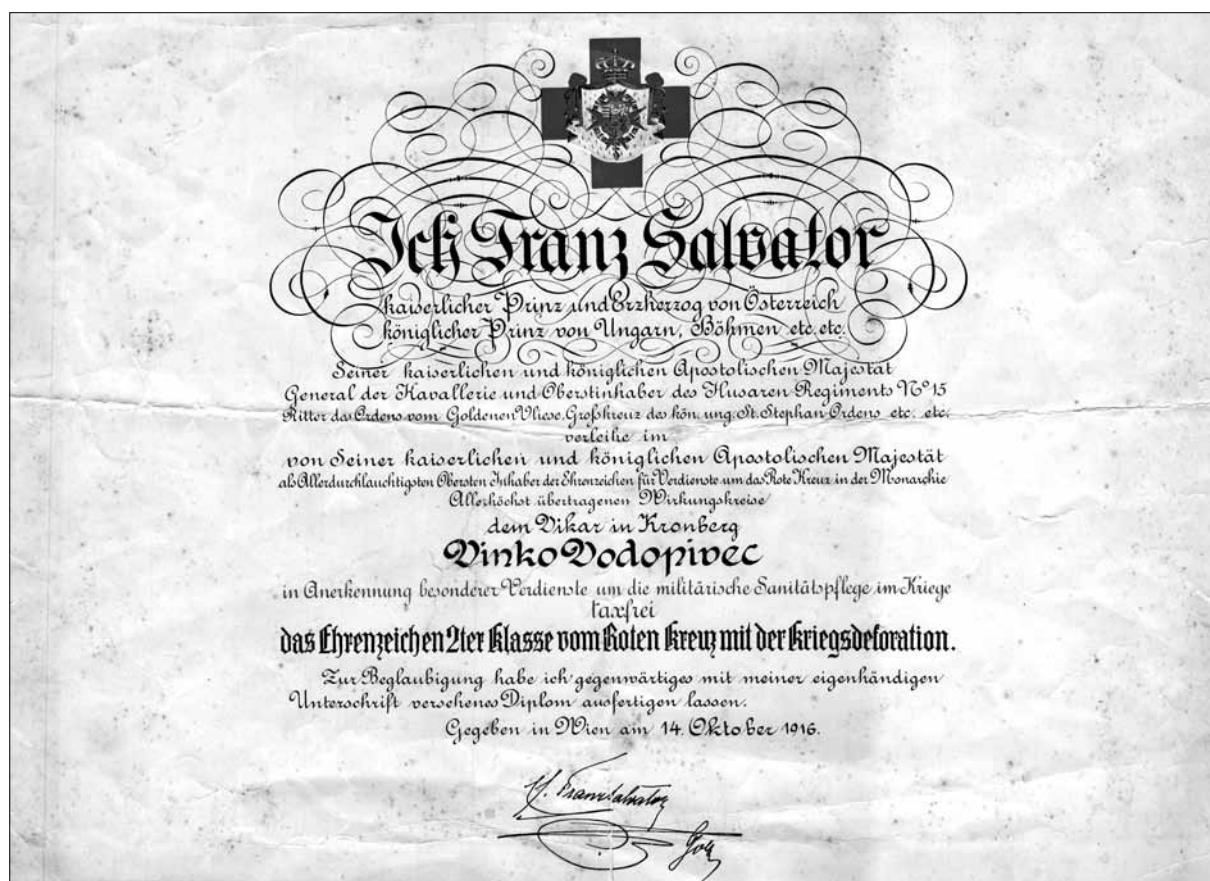 Ich Franz Salvator
kaiserlicher Prinz und Erzherzog von Österreich
königlicher Prinz von Ungarn, Böhmen etc. etc.
Seiner kaiserlichen und königlichen Apostolischen Majestät
General der Kavallerie und Oberstinhaber des Husaren Regiments No 15
Ritter des Ordens vom Goldenen Vliese, Großkreuz des kön. ung. St. Stephan Ordens etc. etc.
verleihe im
von Seiner kaiserlichen und königlichen Apostolischen Majestät
als Allerdurchlauchtigsten Obersten Inhaber der Ehrenzeichen für Verdienste um das Rote Kreuz in der Monarchie
Allerhöchst übertragenen Wirkungskreise
dem Vikar in Kronberg
Vinko Vodopivec
in Anerkennung besonderer Verdienste um die militärische Sanitätspflege im Kriege
taxfrei
das Ehrenzeichen 2ter Klasse vom Roten Kreuz mit der Kriegsdekoration.
Zur Beglaubigung habe ich gegenwärtiges mit meiner eigenhändigen
Unterschrift versehenes Diplom ausfertigen lassen.
Gegeben in Wien am 14. Oktober 1916.
Franz Salvator